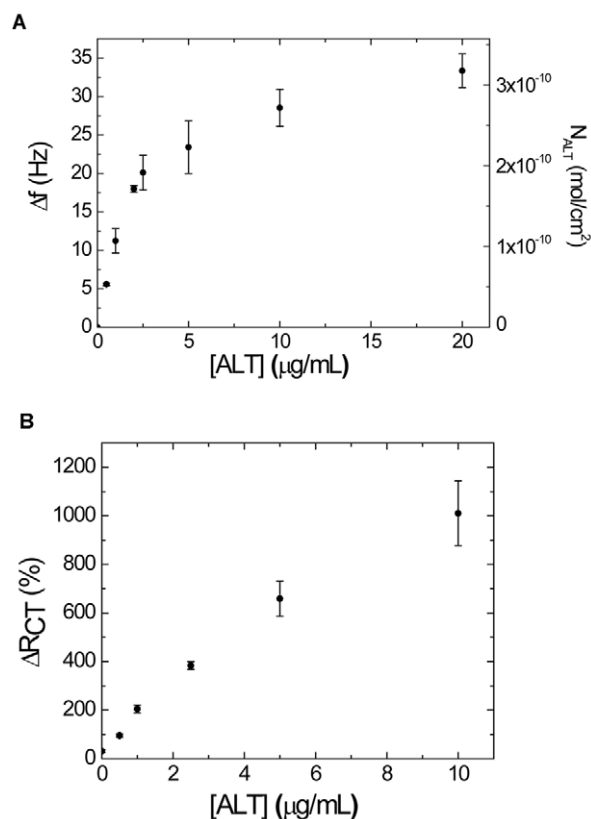 A
35
30
25
20
15
10
5
0
Δf (Hz)
3x10⁻¹⁰
2x10⁻¹⁰
1x10⁻¹⁰
0
N_ALT (mol/cm²)
0 5 10 15 20
[ALT] (μg/mL)
B
1200
1000
800
600
400
200
0
ΔRCT (%)
0 2 4 6 8 10
[ALT] (μg/mL)